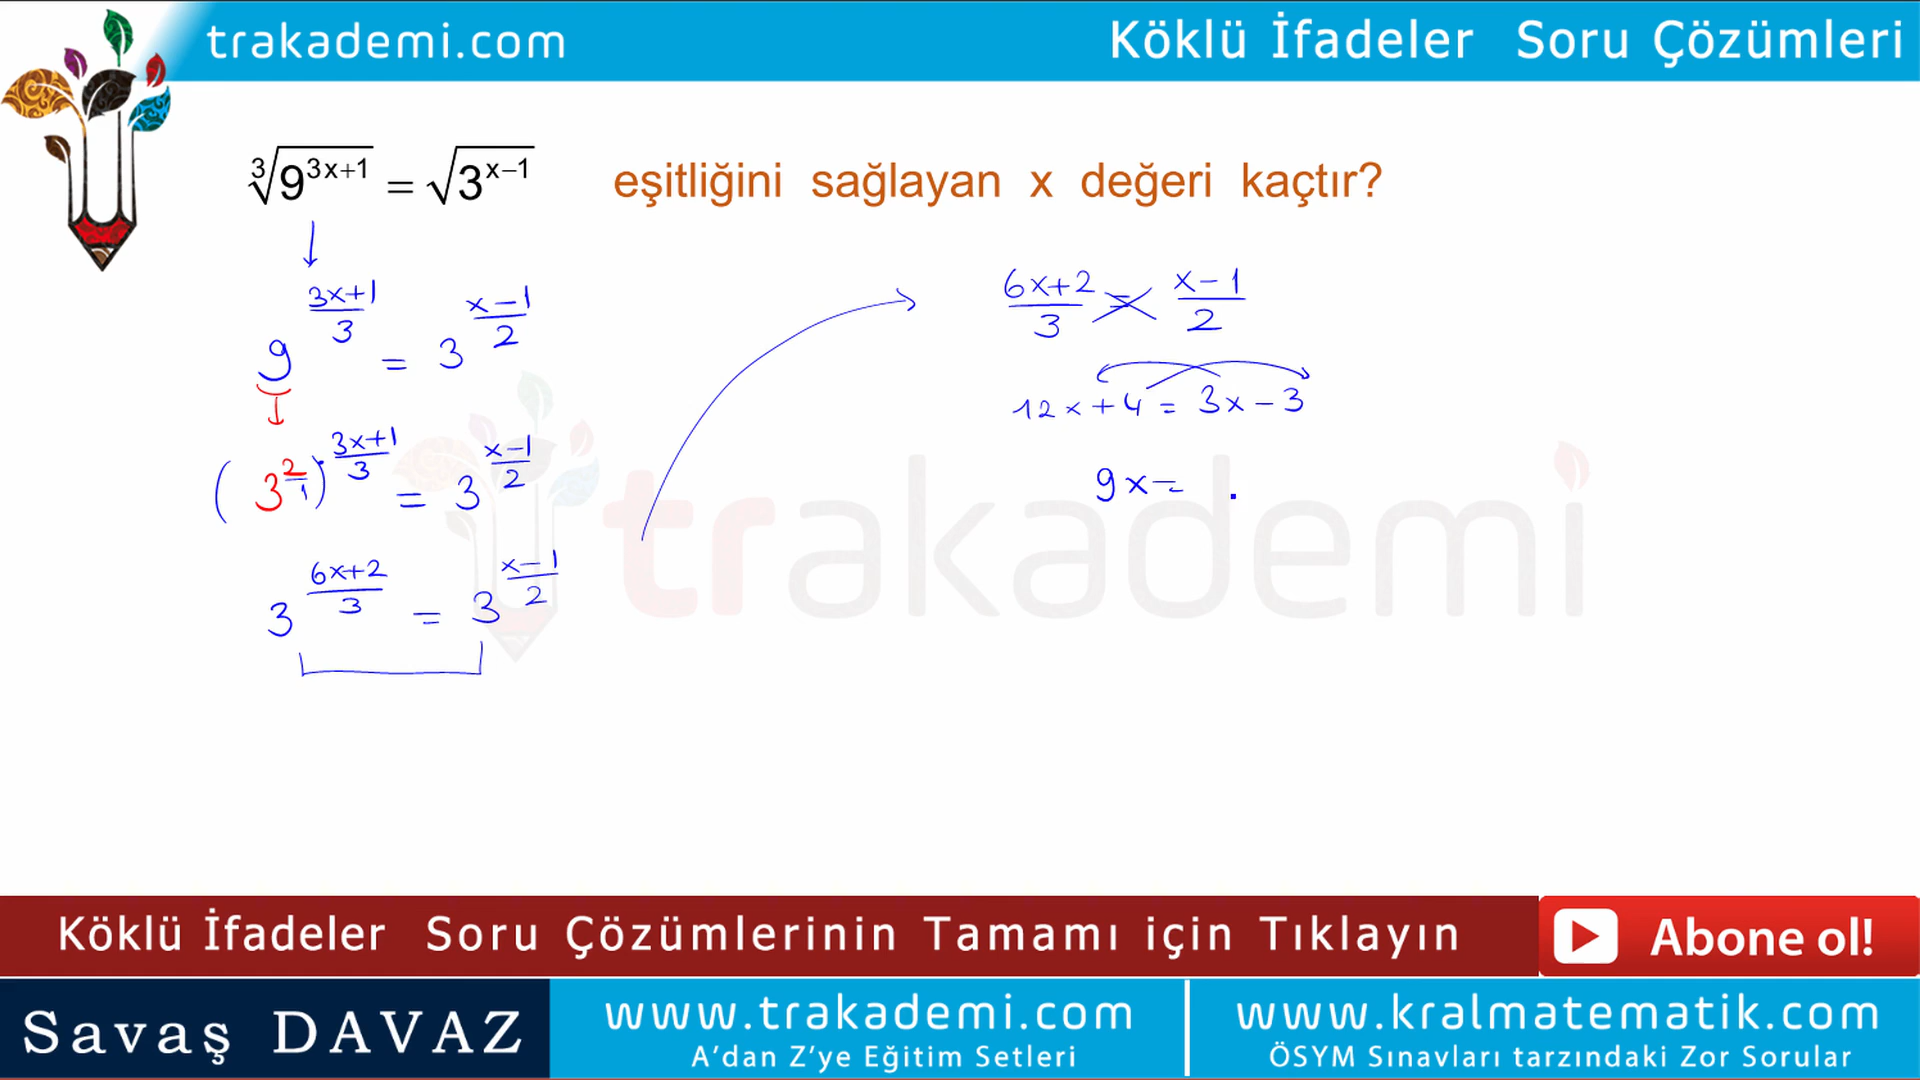 trakademi.com
Köklü İfadeler Soru Çözümleri
∛(9^(3x+1)) = √(3^(x−1)) eşitliğini sağlayan x değeri kaçtır?
9^((3x+1)/3) = 3^((x−1)/2)
(3^(2/1))·^((3x+1)/3) = 3^((x−1)/2)
3^((6x+2)/3) = 3^((x−1)/2)
(6x+2)/3 = (x−1)/2
12x+4 = 3x−3
9x= .
trakademi
Köklü İfadeler Soru Çözümlerinin Tamamı için Tıklayın
Abone ol!
Savaş DAVAZ
www.trakademi.com
A'dan Z'ye Eğitim Setleri
www.kralmatematik.com
ÖSYM Sınavları tarzındaki Zor Sorular